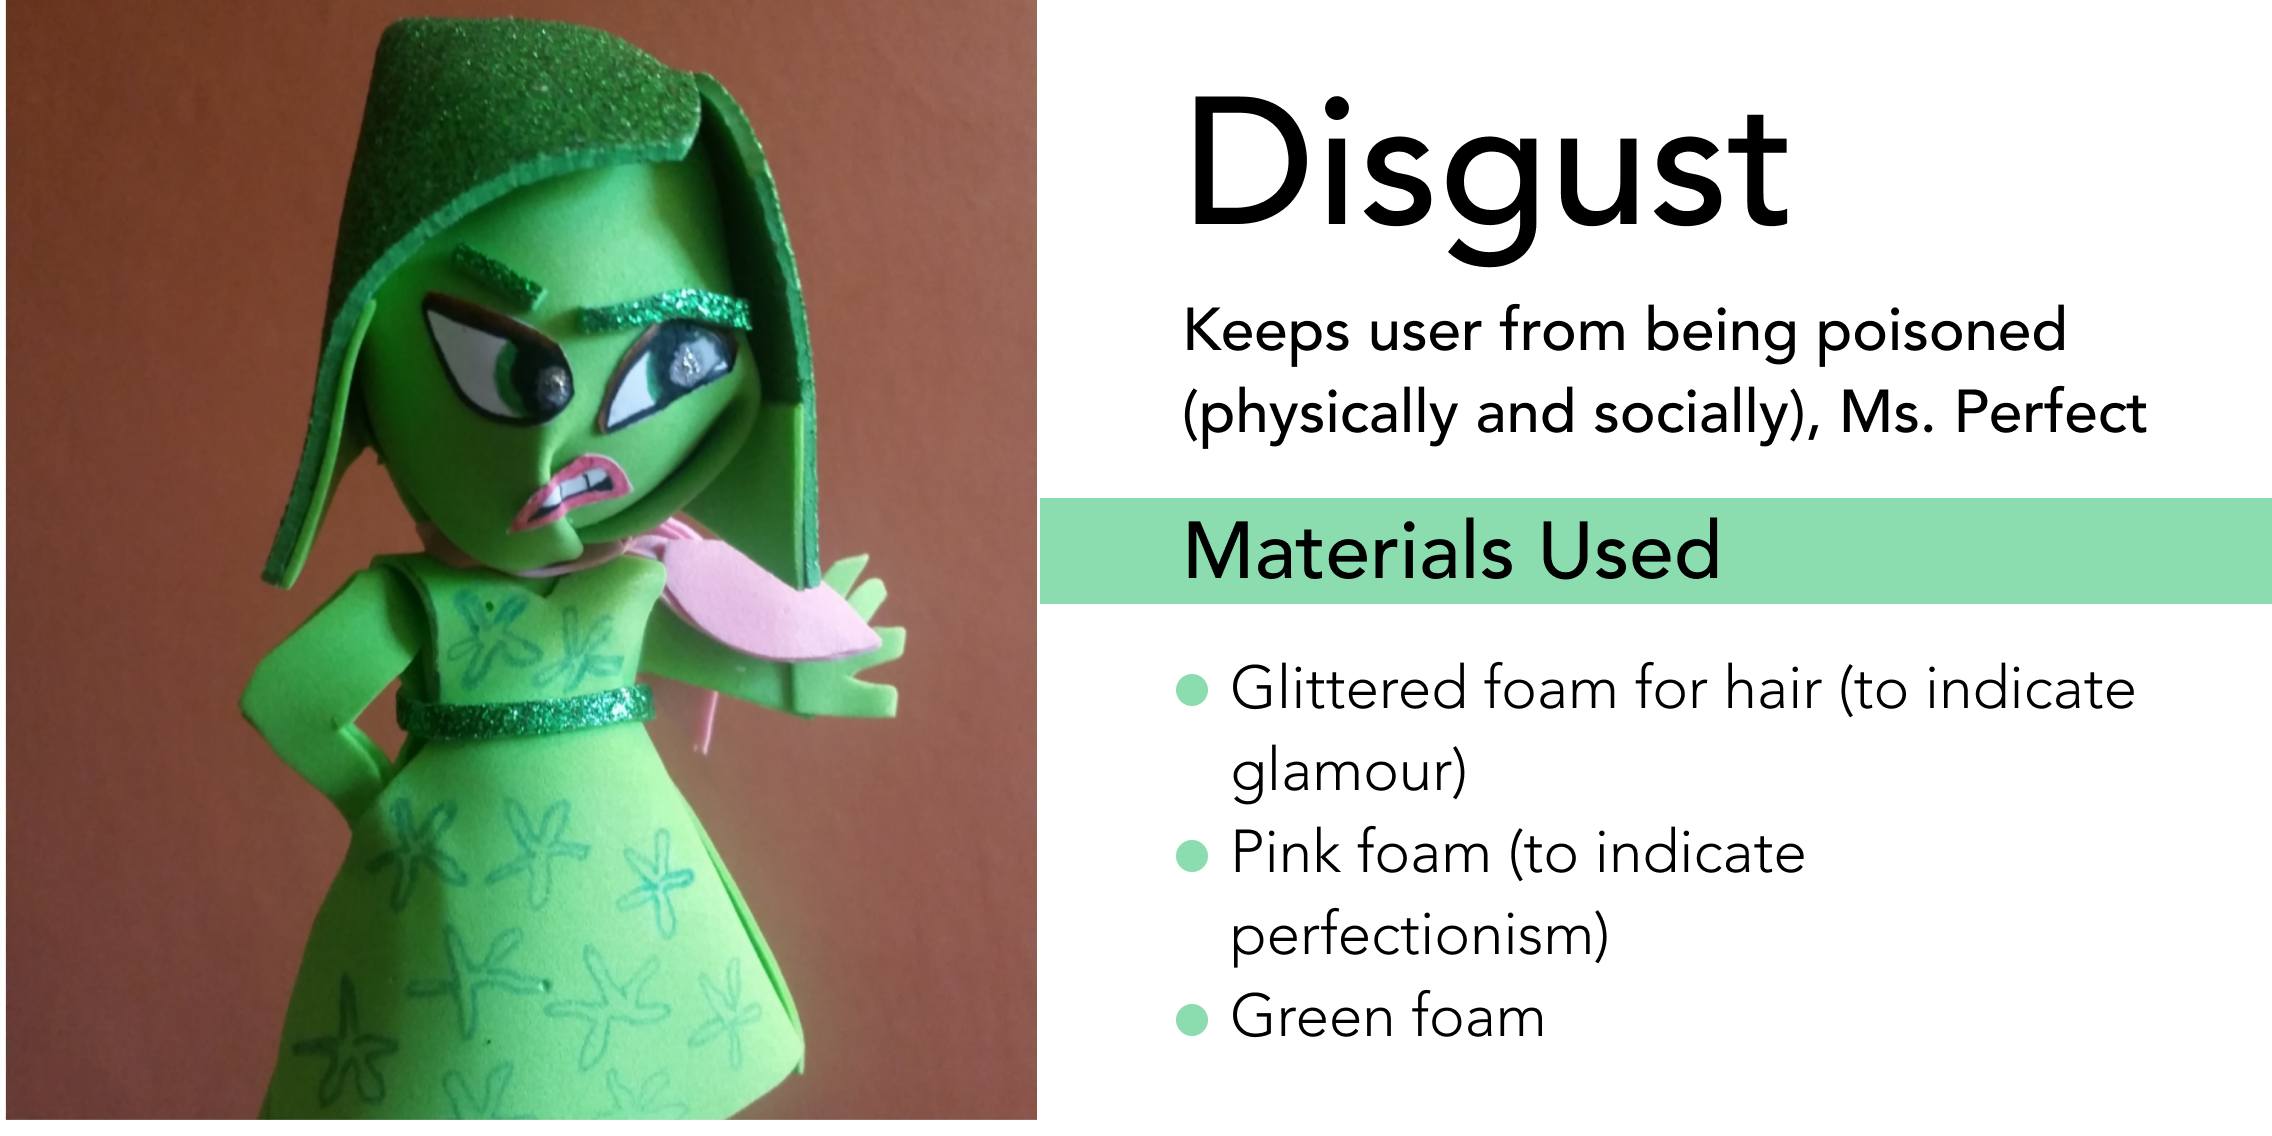 Disgust
Keeps user from being poisoned
(physically and socially), Ms. Perfect
Materials Used
Glittered foam for hair (to indicate
glamour)
Pink foam (to indicate
perfectionism)
Green foam